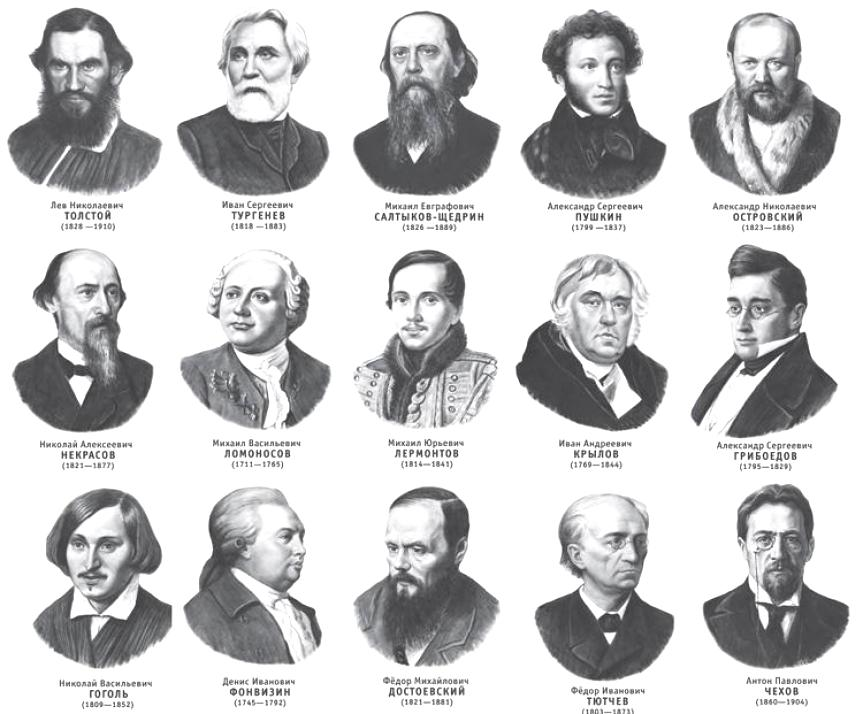 Лев Николаевич
ТОЛСТОЙ
(1828 —1910)
Иван Сергеевич
ТУРГЕНЕВ
(1818 —1883)
Михаил Евграфович
САЛТЫКОВ-ЩЕДРИН
(1826 —1889)
Александр Сергеевич
ПУШКИН
(1799 —1837)
Александр Николаевич
ОСТРОВСКИЙ
(1823—1886)
Николай Алексеевич
НЕКРАСОВ
(1821—1877)
Михаил Васильевич
ЛОМОНОСОВ
(1711—1765)
Михаил Юрьевич
ЛЕРМОНТОВ
(1814—1841)
Иван Андреевич
КРЫЛОВ
(1769—1844)
Александр Сергеевич
ГРИБОЕДОВ
(1795—1829)
Николай Васильевич
ГОГОЛЬ
(1809—1852)
Денис Иванович
ФОНВИЗИН
(1745—1792)
Фёдор Михайлович
ДОСТОЕВСКИЙ
(1821—1881)
Фёдор Иванович
ТЮТЧЕВ
(1803—1873)
Антон Павлович
ЧЕХОВ
(1860—1904)